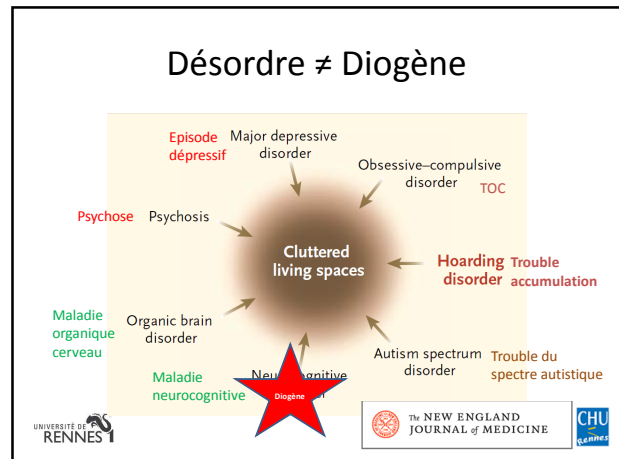 Désordre ≠ Diogène
Episode
dépressif
Major depressive
disorder
Obsessive–compulsive
disorder
TOC
Psychose
Psychosis
Cluttered
living spaces
Hoarding
disorder
Trouble
accumulation
Maladie
organique
cerveau
Organic brain
disorder
Autism spectrum
disorder
Trouble du
spectre autistique
Maladie
neurocognitive
Diogène
UNIVERSITÉ DE
RENNES 1
The NEW ENGLAND
JOURNAL of MEDICINE
CHU
Rennes